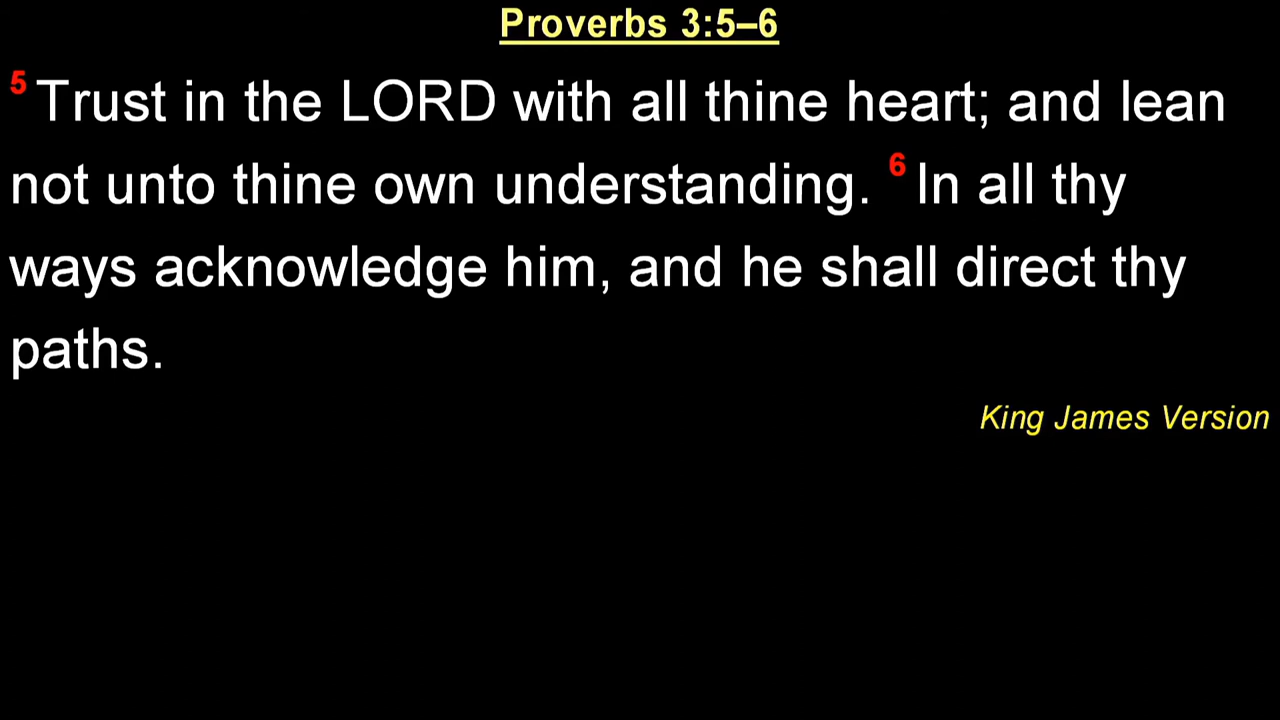 Proverbs 3:5–6
5 Trust in the LORD with all thine heart; and lean
not unto thine own understanding. 6 In all thy
ways acknowledge him, and he shall direct thy
paths.
King James Version